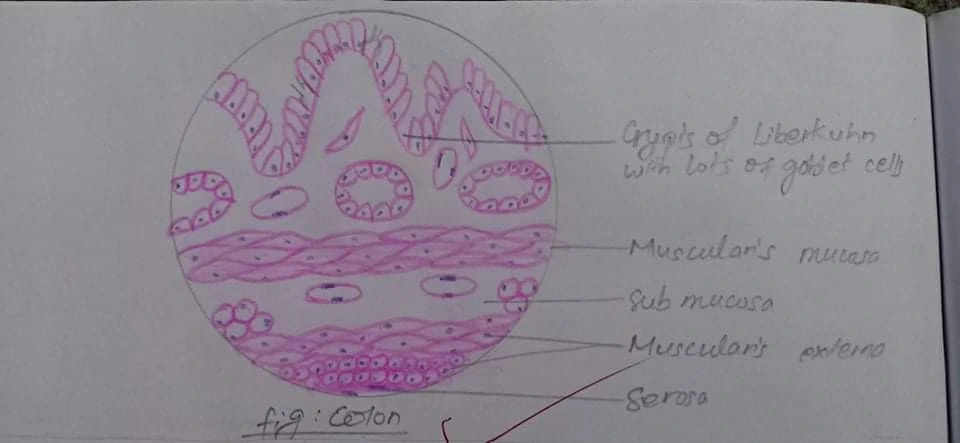 Crypts of Liberkuhn
with lots of goblet cells
Muscularis mucosa
Sub mucosa
Muscularis externa
Serosa
fig: Colon